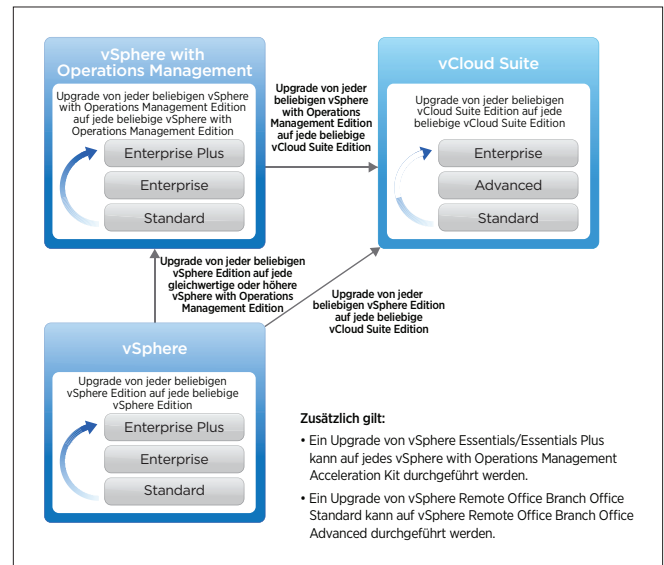 vSphere with
Operations Management
Upgrade von jeder beliebigen vSphere
with Operations Management Edition
auf jede beliebige vSphere with
Operations Management Edition
Enterprise Plus
Enterprise
Standard
Upgrade von jeder
beliebigen vSphere
with Operations
Management Edition
auf jede beliebige
vCloud Suite Edition
vCloud Suite
Upgrade von jeder beliebigen
vCloud Suite Edition auf jede
beliebige vCloud Suite Edition
Enterprise
Advanced
Standard
Upgrade von jeder beliebigen
vSphere Edition auf jede
gleichwertige oder höhere
vSphere with Operations
Management Edition
Upgrade von jeder
beliebigen vSphere Edition
auf jede beliebige
vCloud Suite Edition
vSphere
Upgrade von jeder beliebigen
vSphere Edition auf jede beliebige
vSphere Edition
Enterprise Plus
Enterprise
Standard
Zusätzlich gilt:
• Ein Upgrade von vSphere Essentials/Essentials Plus
kann auf jedes vSphere with Operations Management
Acceleration Kit durchgeführt werden.
• Ein Upgrade von vSphere Remote Office Branch Office
Standard kann auf vSphere Remote Office Branch Office
Advanced durchgeführt werden.